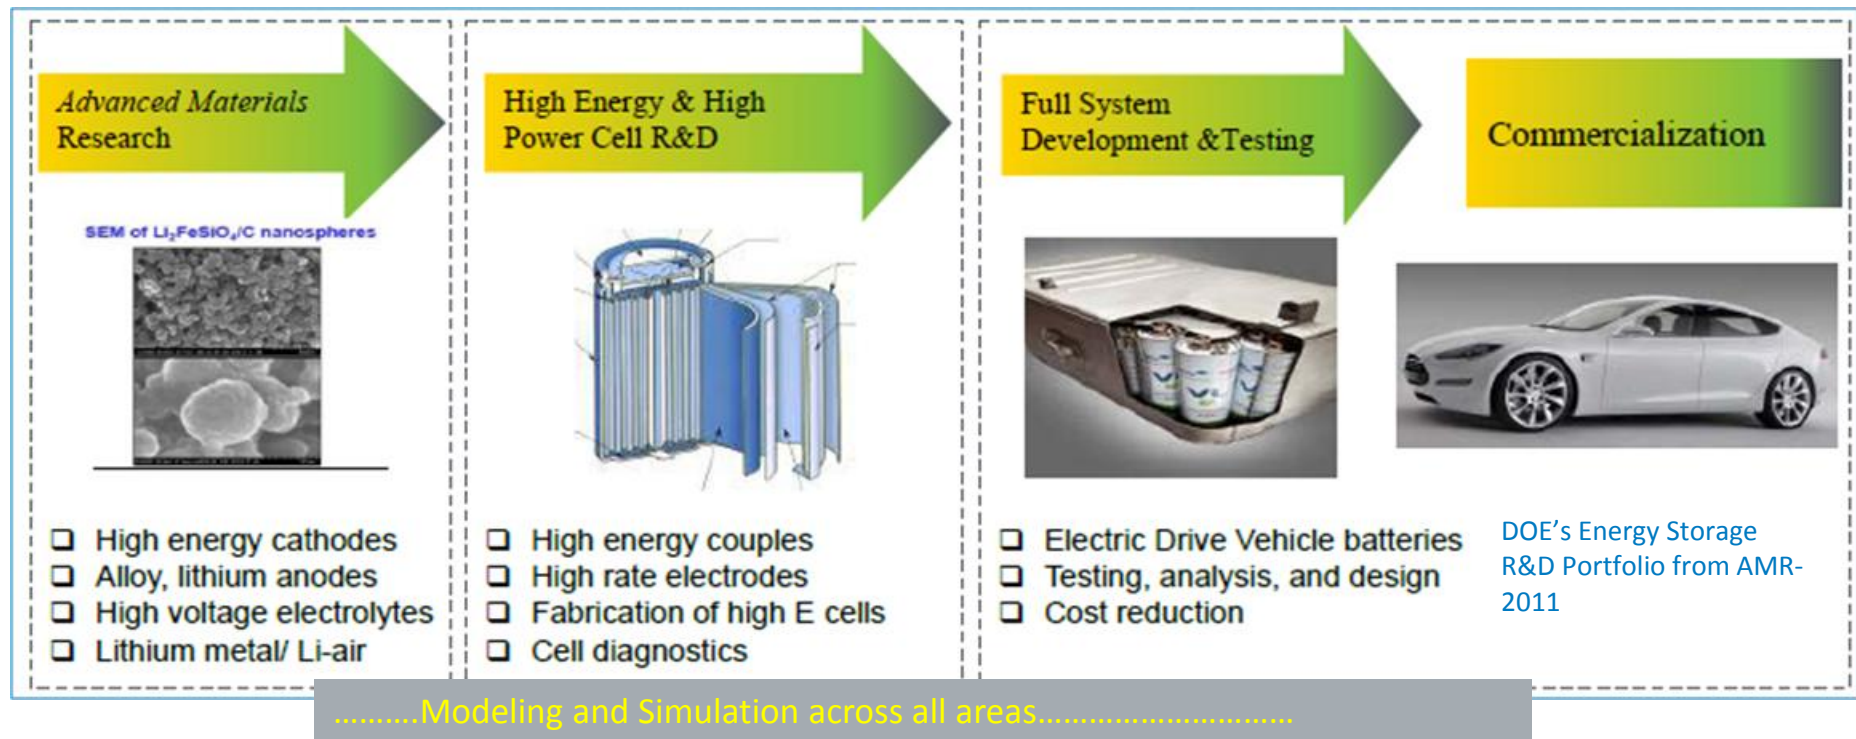 Advanced Materials
Research
SEM of Li₂FeSiO₄/C nanospheres
❑ High energy cathodes
❑ Alloy, lithium anodes
❑ High voltage electrolytes
❑ Lithium metal/ Li-air
High Energy & High
Power Cell R&D
❑ High energy couples
❑ High rate electrodes
❑ Fabrication of high E cells
❑ Cell diagnostics
Full System
Development &Testing
❑ Electric Drive Vehicle batteries
❑ Testing, analysis, and design
❑ Cost reduction
Commercialization
DOE’s Energy Storage
R&D Portfolio from AMR-
2011
……….Modeling and Simulation across all areas…………………………